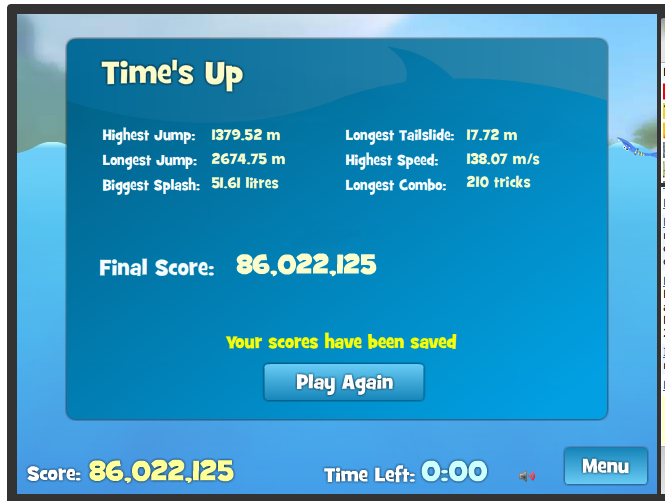 Time's Up
Highest Jump: 1379.52 m
Longest Tailslide: 17.72 m
Longest Jump: 2674.75 m
Highest Speed: 138.07 m/s
Biggest Splash: 51.61 litres
Longest Combo: 210 tricks
Final Score: 86,022,125
Your scores have been saved
Play Again
Score: 86,022,125
Time Left: 0:00
Menu